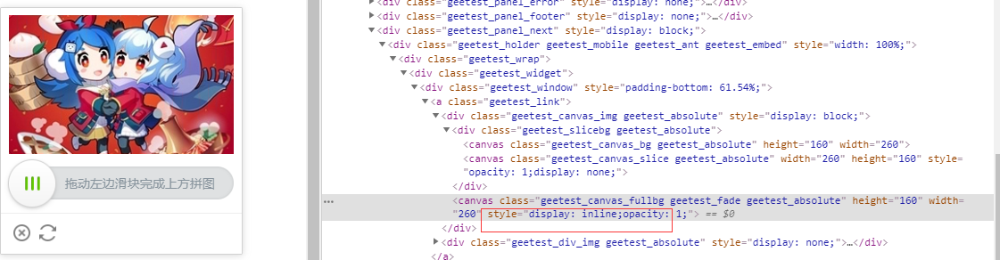 拖动左边滑块完成上方拼图
<div class="geetest_panel_error" style="display: none;">…</div>
<div class="geetest_panel_footer" style="display: none;">…</div>
<div class="geetest_panel_next" style="display: block;">
<div class="geetest_holder geetest_mobile geetest_ant geetest_embed" style="width: 100%;">
<div class="geetest_wrap">
<div class="geetest_widget">
<div class="geetest_window" style="padding-bottom: 61.54%;">
<a class="geetest_link">
<div class="geetest_canvas_img geetest_absolute" style="display: block;">
<div class="geetest_slicebg geetest_absolute">
<canvas class="geetest_canvas_bg geetest_absolute" height="160" width="260">
<canvas class="geetest_canvas_slice geetest_absolute" width="260" height="160" style=
"opacity: 1;display: none;">
</div>
<canvas class="geetest_canvas_fullbg geetest_fade geetest_absolute" height="160" width=
"260" style="display: inline;opacity: 1;"> == $0
</div>
<div class="geetest_div_img geetest_absolute" style="display: none;">…</div>
</a>